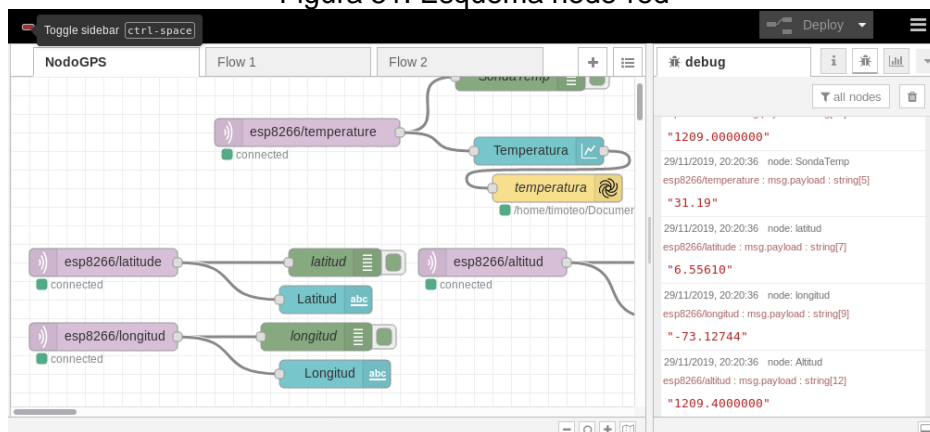 Toggle sidebar ctrl-space
Deploy
NodoGPS
Flow 1
Flow 2
SondaTemp
esp8266/temperature
connected
Temperatura
temperatura
/home/timoteo/Documen
esp8266/latitude
connected
latitud
Latitud abc
esp8266/altitud
connected
esp8266/longitud
connected
longitud
Longitud abc
debug
i
all nodes
"1209.0000000"
29/11/2019, 20:20:36 node: SondaTemp
esp8266/temperature : msg.payload : string[5]
"31.19"
29/11/2019, 20:20:36 node: latitud
esp8266/latitude : msg.payload : string[7]
"6.55610"
29/11/2019, 20:20:36 node: longitud
esp8266/longitud : msg.payload : string[9]
"-73.12744"
29/11/2019, 20:20:36 node: Altitud
esp8266/altitud : msg.payload : string[12]
"1209.4000000"